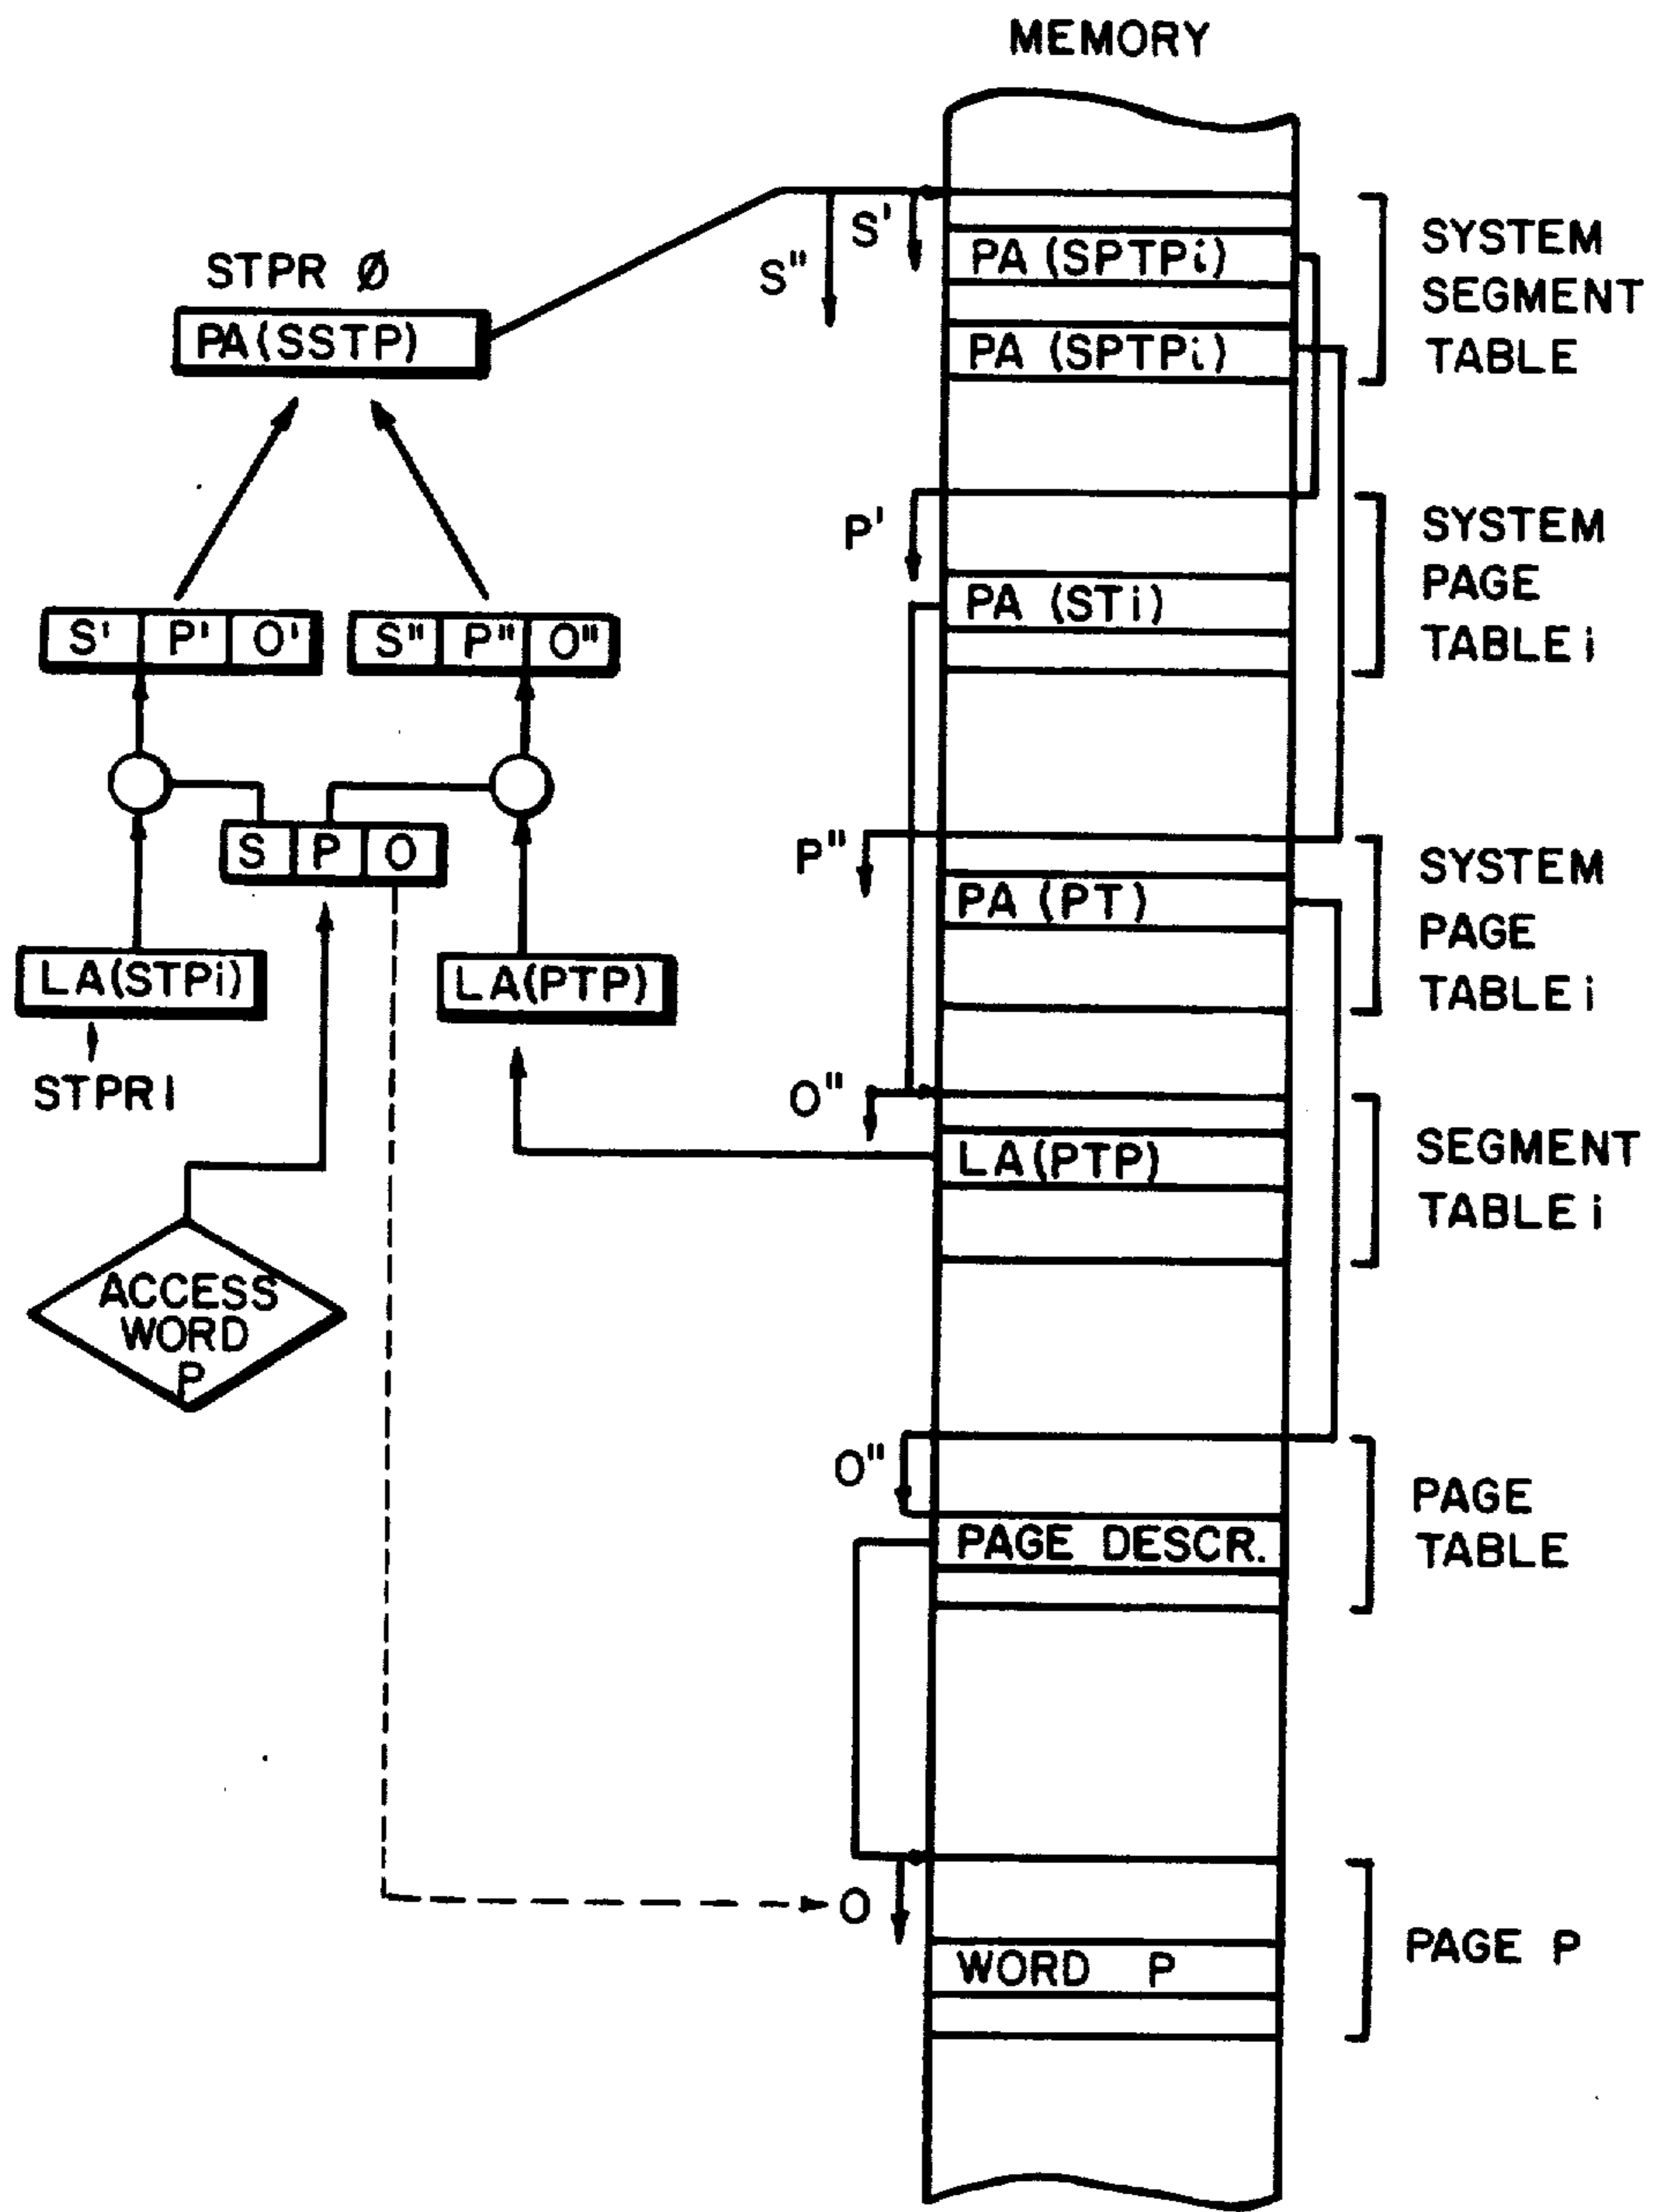 MEMORY
STPR Ø
PA(SSTP)
S'
S"
PA (SPTPi)
PA (SPTPi)
SYSTEM
SEGMENT
TABLE
S' P' O'
S" P" O"
P'
PA (STi)
SYSTEM
PAGE
TABLE i
S P O
P"
PA (PT)
SYSTEM
PAGE
TABLE i
LA(STPi)
LA(PTP)
STPR1
O"
LA(PTP)
SEGMENT
TABLE i
ACCESS
WORD
P
O"
PAGE DESCR.
PAGE
TABLE
O
WORD P
PAGE P